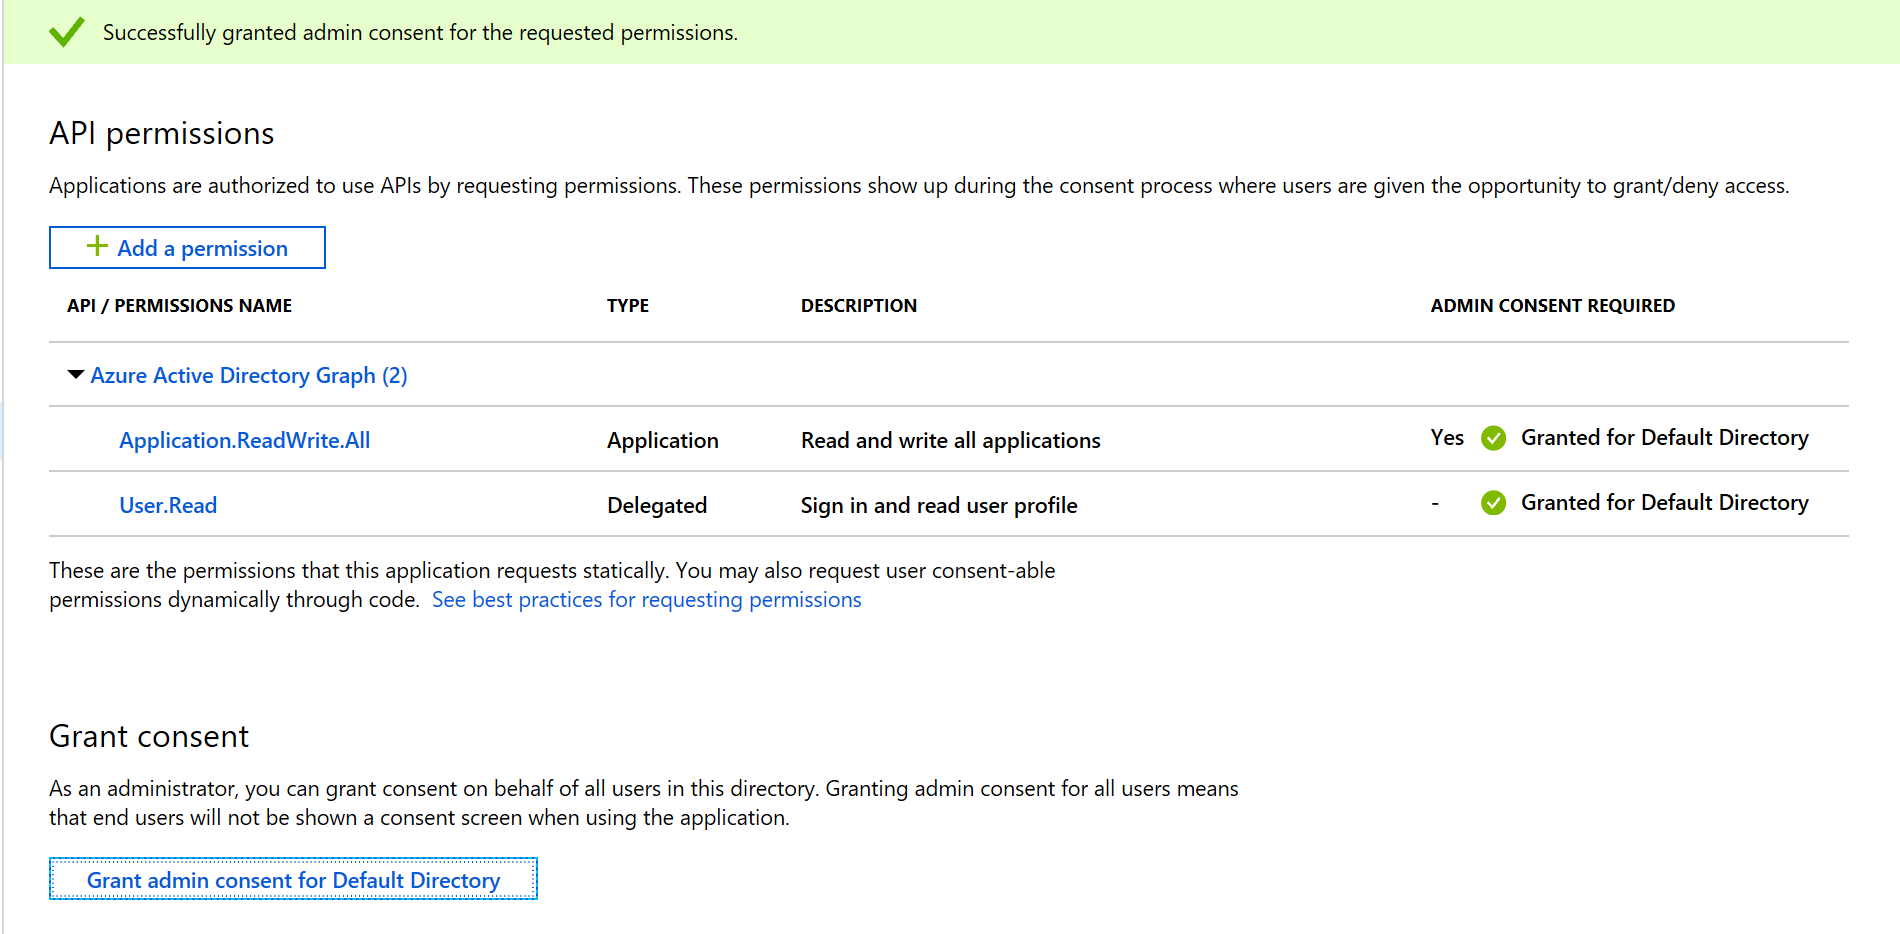 Successfully granted admin consent for the requested permissions.
API permissions
Applications are authorized to use APIs by requesting permissions. These permissions show up during the consent process where users are given the opportunity to grant/deny access.
+ Add a permission
API / PERMISSIONS NAME TYPE DESCRIPTION ADMIN CONSENT REQUIRED
Azure Active Directory Graph (2)
Application.ReadWrite.All Application Read and write all applications Yes Granted for Default Directory
User.Read Delegated Sign in and read user profile - Granted for Default Directory
These are the permissions that this application requests statically. You may also request user consent-able
permissions dynamically through code. See best practices for requesting permissions
Grant consent
As an administrator, you can grant consent on behalf of all users in this directory. Granting admin consent for all users means
that end users will not be shown a consent screen when using the application.
Grant admin consent for Default Directory